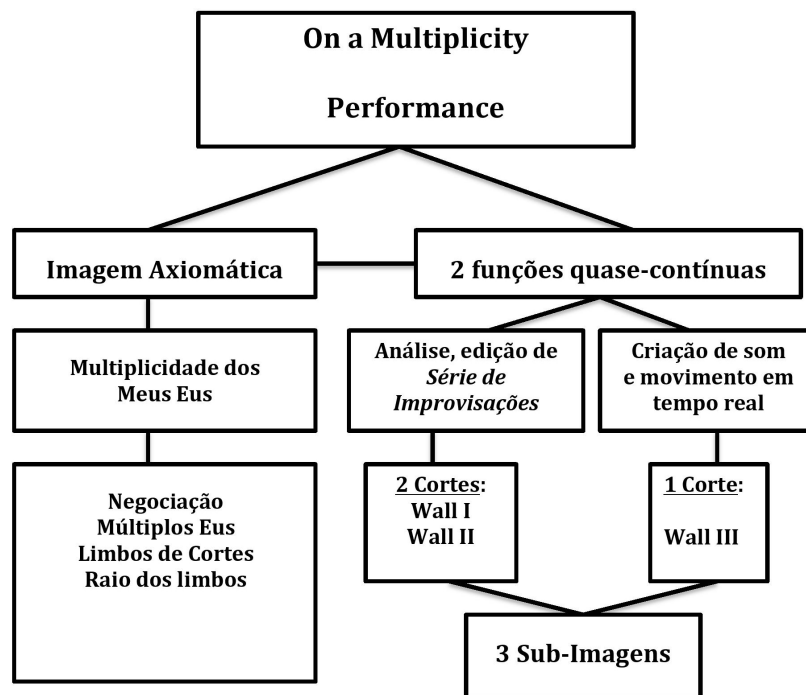 On a Multiplicity
Performance
Imagem Axiomática
2 funções quase-contínuas
Multiplicidade dos
Meus Eus
Análise, edição de
Série de
Improvisações
Criação de som
e movimento em
tempo real
Negociação
Múltiplos Eus
Limbos de Cortes
Raio dos limbos
2 Cortes:
Wall I
Wall II
1 Corte:
Wall III
3 Sub-Imagens